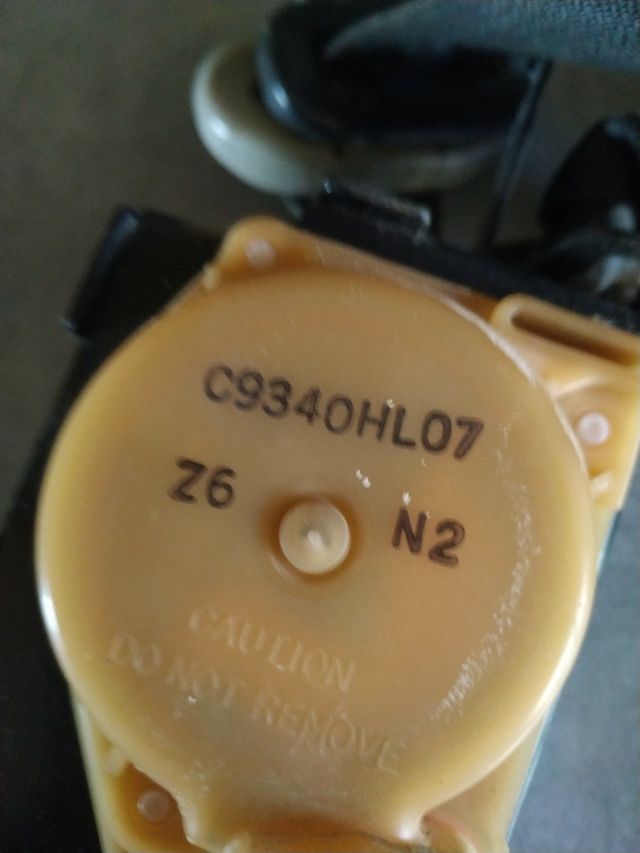 C9340HL07
Z6 N2
CAUTION
DO NOT REMOVE